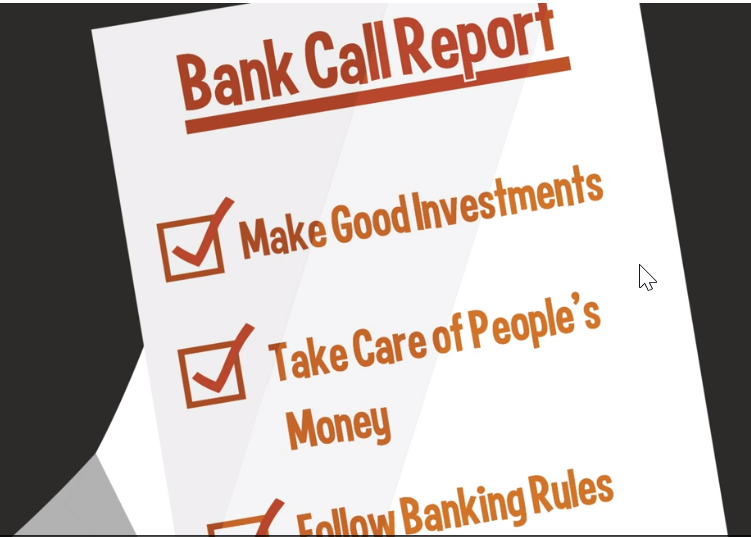 Bank Call Report
Make Good Investments
Take Care of People's
Money
Follow Banking Rules